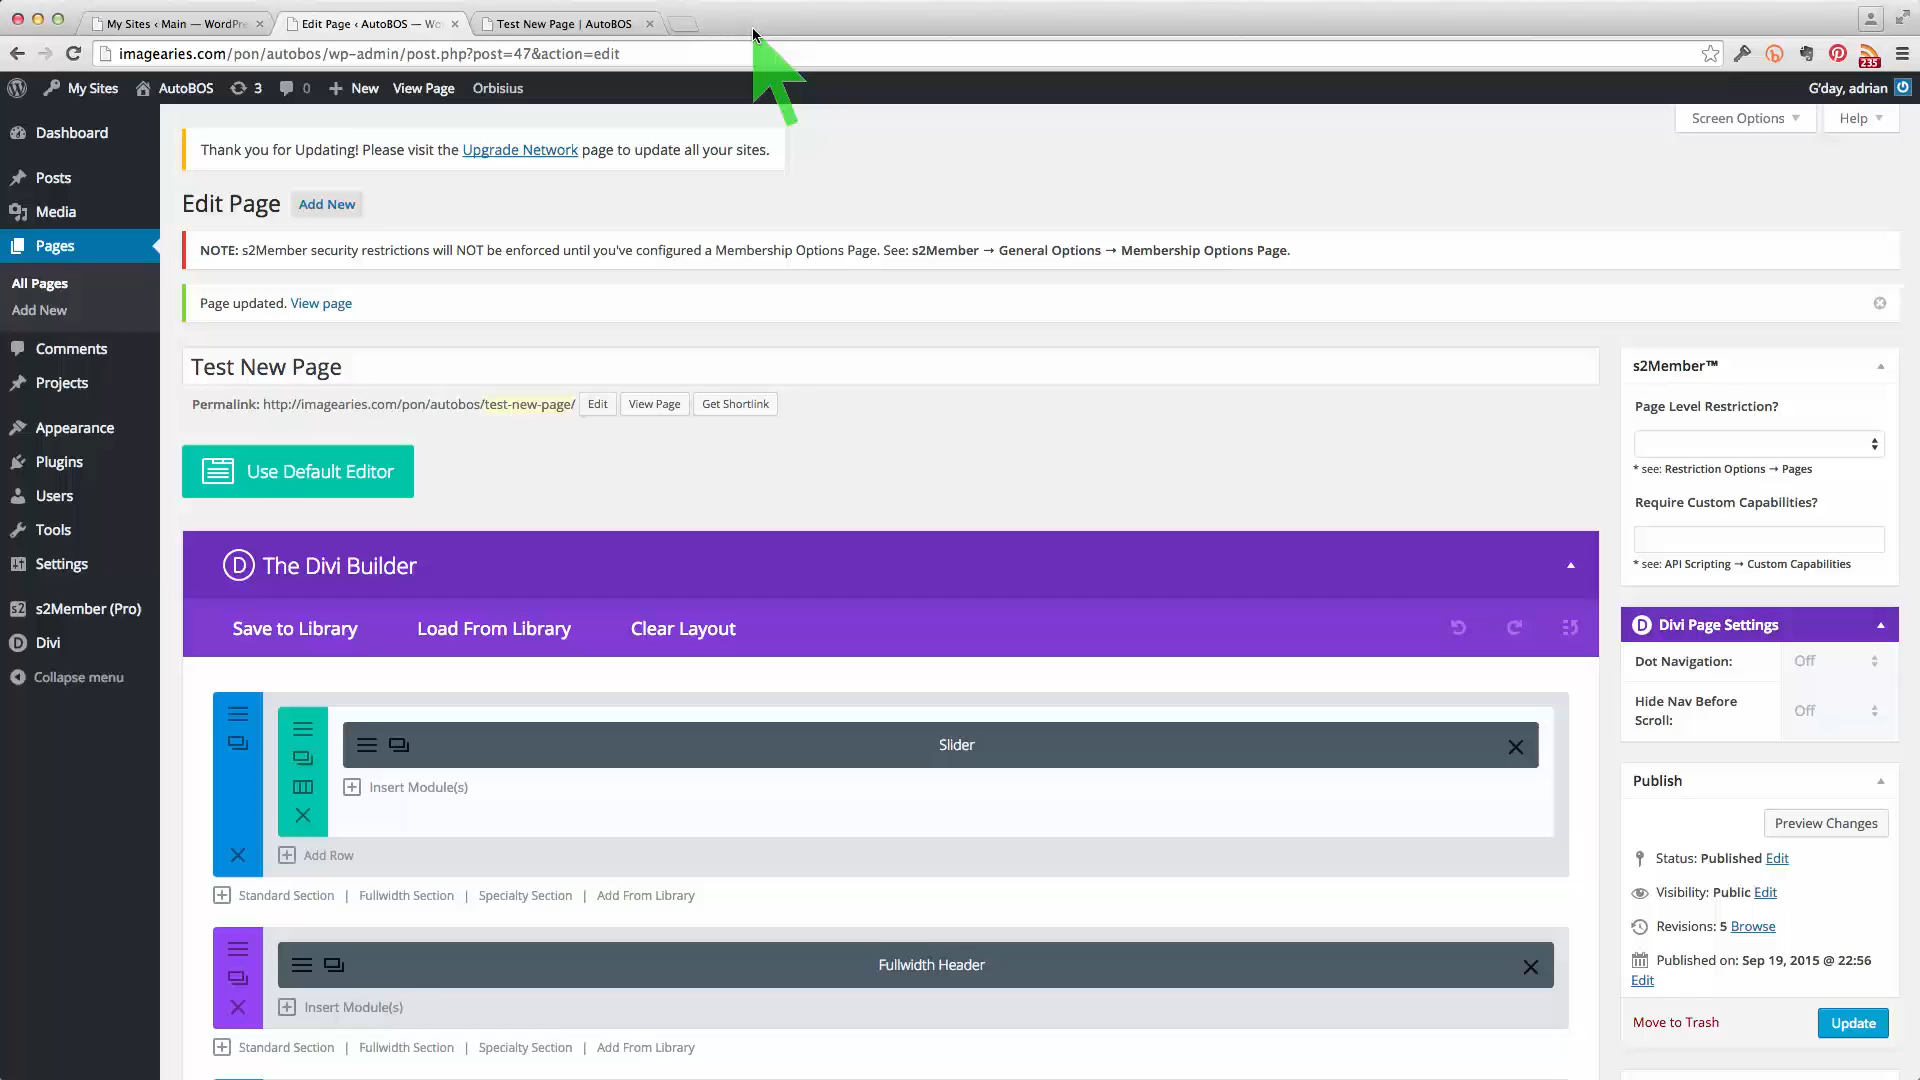 My Sites ‹ Main — WordPre
Edit Page ‹ AutoBOS — Wo
Test New Page | AutoBOS
imagearies.com/pon/autobos/wp-admin/post.php?post=47&action=edit
235
My Sites
AutoBOS
3
0
New
View Page
Orbisius
G'day, adrian
Screen Options
Help
Dashboard
Posts
Media
Pages
All Pages
Add New
Comments
Projects
Appearance
Plugins
Users
Tools
Settings
s2 s2Member (Pro)
D Divi
Collapse menu
Thank you for Updating! Please visit the Upgrade Network page to update all your sites.
Edit Page
Add New
NOTE: s2Member security restrictions will NOT be enforced until you've configured a Membership Options Page. See: s2Member → General Options → Membership Options Page.
Page updated. View page
Test New Page
Permalink: http://imagearies.com/pon/autobos/test-new-page/
Edit
View Page
Get Shortlink
Use Default Editor
D The Divi Builder
Save to Library
Load From Library
Clear Layout
Slider
Insert Module(s)
Add Row
Standard Section | Fullwidth Section | Specialty Section | Add From Library
Fullwidth Header
Insert Module(s)
Standard Section | Fullwidth Section | Specialty Section | Add From Library
s2Member™
Page Level Restriction?
* see: Restriction Options → Pages
Require Custom Capabilities?
* see: API Scripting → Custom Capabilities
D Divi Page Settings
Dot Navigation:
Off
Hide Nav Before
Scroll:
Off
Publish
Preview Changes
Status: Published Edit
Visibility: Public Edit
Revisions: 5 Browse
Published on: Sep 19, 2015 @ 22:56
Edit
Move to Trash
Update